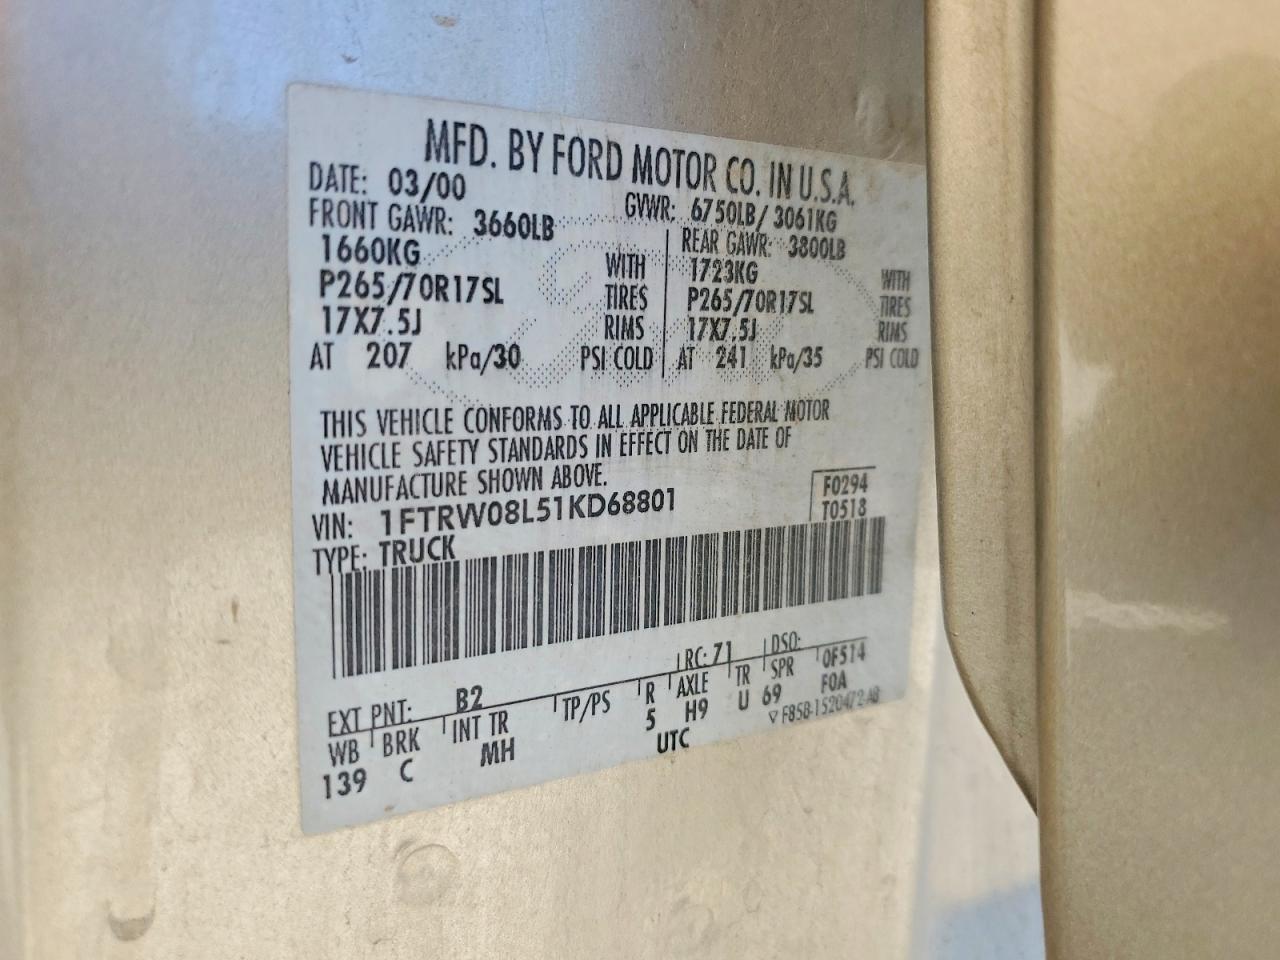 MFD. BY FORD MOTOR CO. IN U.S.A.
DATE: 03/00 GVWR: 6750LB/ 3061KG
FRONT GAWR: 3660LB REAR GAWR: 3800LB
1660KG WITH 1723KG WITH
P265/70R17SL TIRES P265/70R17SL TIRES
17X7.5J RIMS 17X7.5J RIMS
AT 207 kPa/30 PSI COLD AT 241 kPa/35 PSI COLD
THIS VEHICLE CONFORMS TO ALL APPLICABLE FEDERAL MOTOR
VEHICLE SAFETY STANDARDS IN EFFECT ON THE DATE OF
MANUFACTURE SHOWN ABOVE.
VIN: 1FTRW08L51KD68801 F0294
TYPE: TRUCK T0518
EXT PNT: B2 RC: 71 DSO:
WB BRK INT TR TP/PS R AXLE TR SPR 0F514
139 C MH 5 H9 U 69 F0A
UTC ▽ F85B-1520472-AB